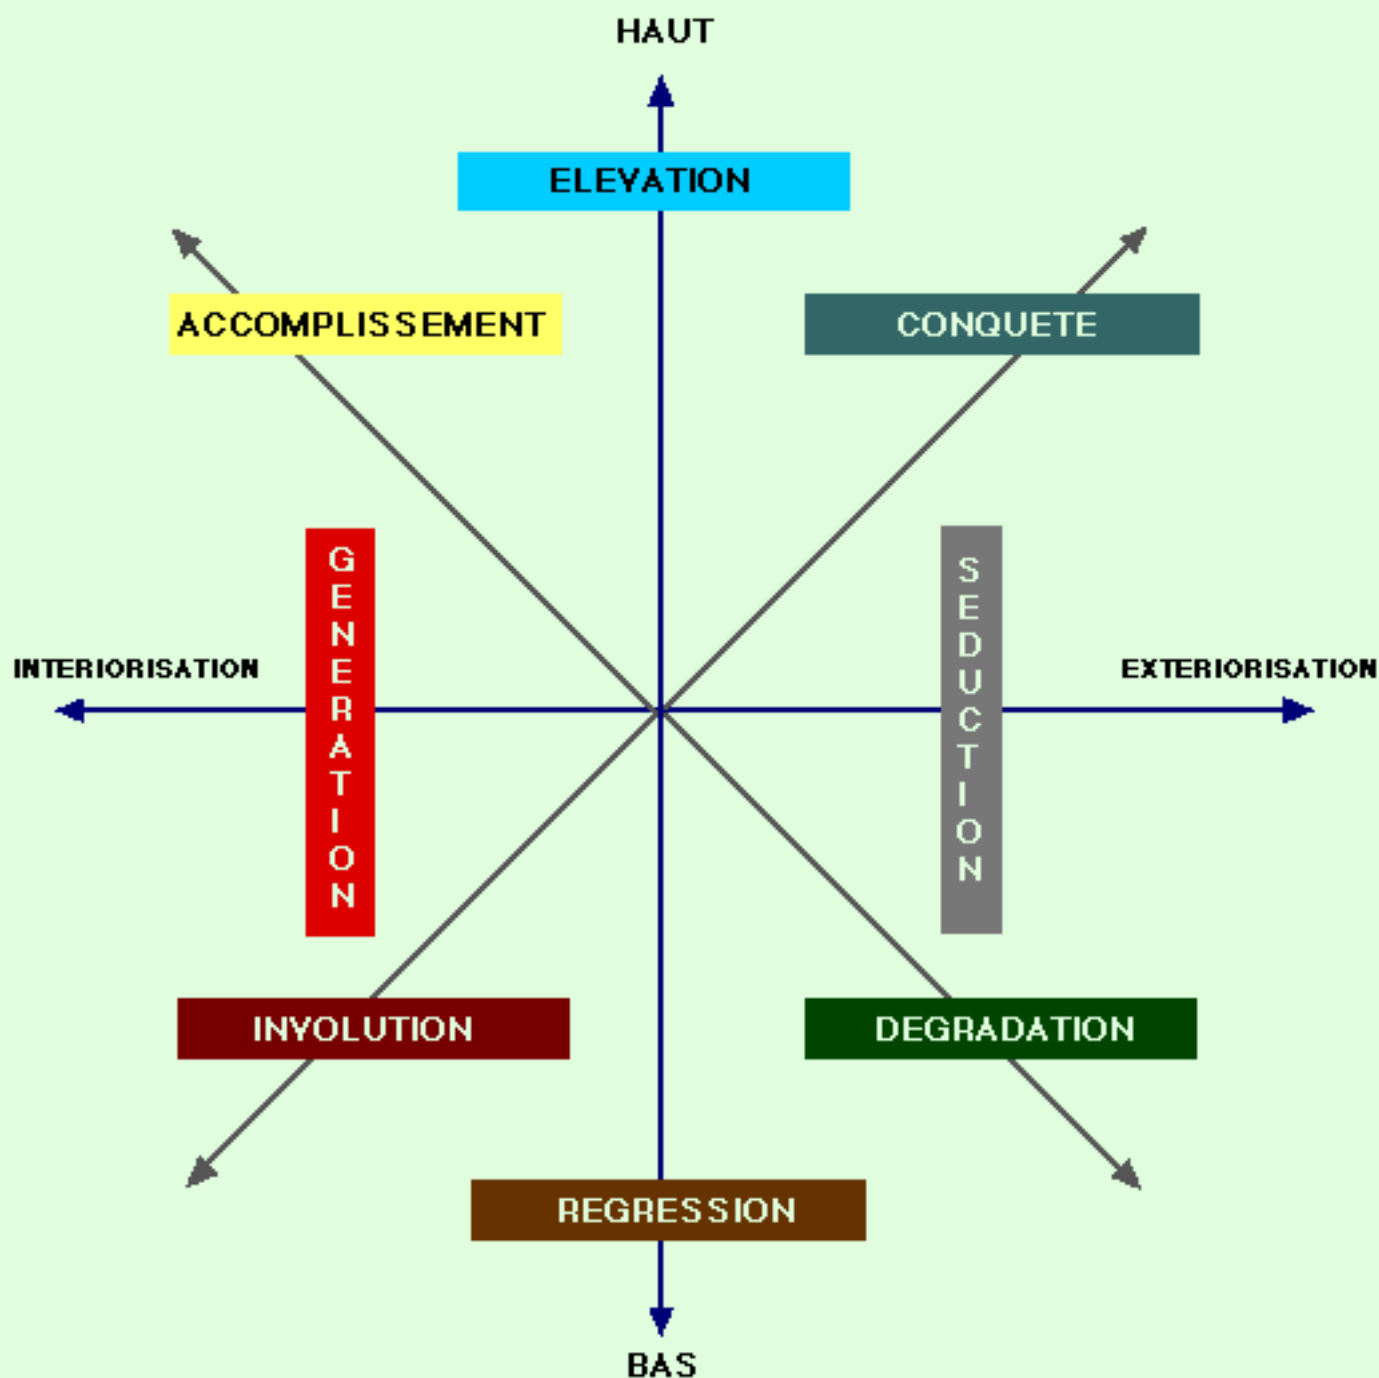 HAUT
ELEVATION
ACCOMPLISSEMENT
CONQUETE
GENERATION
SEDUCTION
INTERIORISATION
EXTERIORISATION
INVOLUTION
DEGRADATION
REGRESSION
BAS